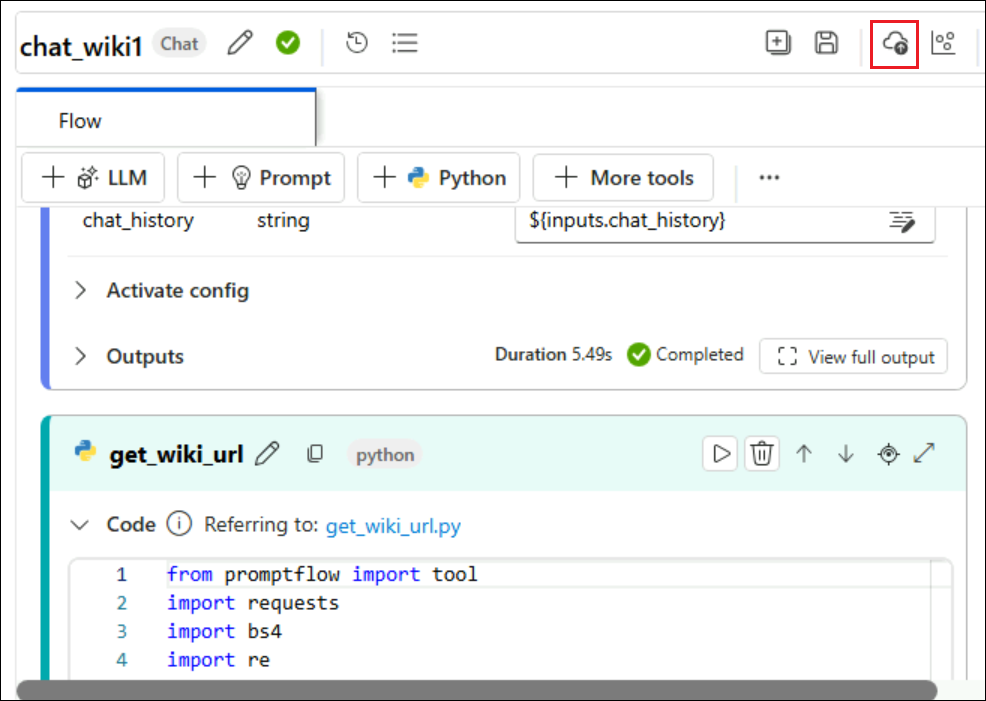 chat_wiki1 Chat
Flow
LLM Prompt Python More tools ...
chat_history string ${inputs.chat_history}
Activate config
Outputs Duration 5.49s Completed View full output
get_wiki_url python
Code Referring to: get_wiki_url.py
1 from promptflow import tool
2 import requests
3 import bs4
4 import re